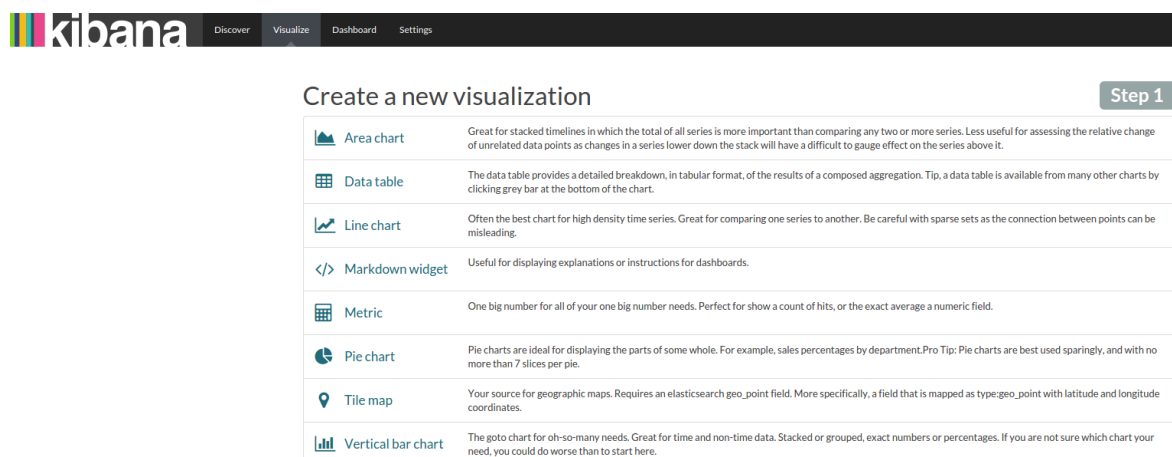 kibana Discover Visualize Dashboard Settings
Create a new visualization Step 1
Area chart
Great for stacked timelines in which the total of all series is more important than comparing any two or more series. Less useful for assessing the relative change
of unrelated data points as changes in a series lower down the stack will have a difficult to gauge effect on the series above it.
Data table
The data table provides a detailed breakdown, in tabular format, of the results of a composed aggregation. Tip, a data table is available from many other charts by
clicking grey bar at the bottom of the chart.
Line chart
Often the best chart for high density time series. Great for comparing one series to another. Be careful with sparse sets as the connection between points can be
misleading.
Markdown widget
Useful for displaying explanations or instructions for dashboards.
Metric
One big number for all of your one big number needs. Perfect for show a count of hits, or the exact average a numeric field.
Pie chart
Pie charts are ideal for displaying the parts of some whole. For example, sales percentages by department.Pro Tip: Pie charts are best used sparingly, and with no
more than 7 slices per pie.
Tile map
Your source for geographic maps. Requires an elasticsearch geo_point field. More specifically, a field that is mapped as type:geo_point with latitude and longitude
coordinates.
Vertical bar chart
The goto chart for oh-so-many needs. Great for time and non-time data. Stacked or grouped, exact numbers or percentages. If you are not sure which chart your
need, you could do worse than to start here.